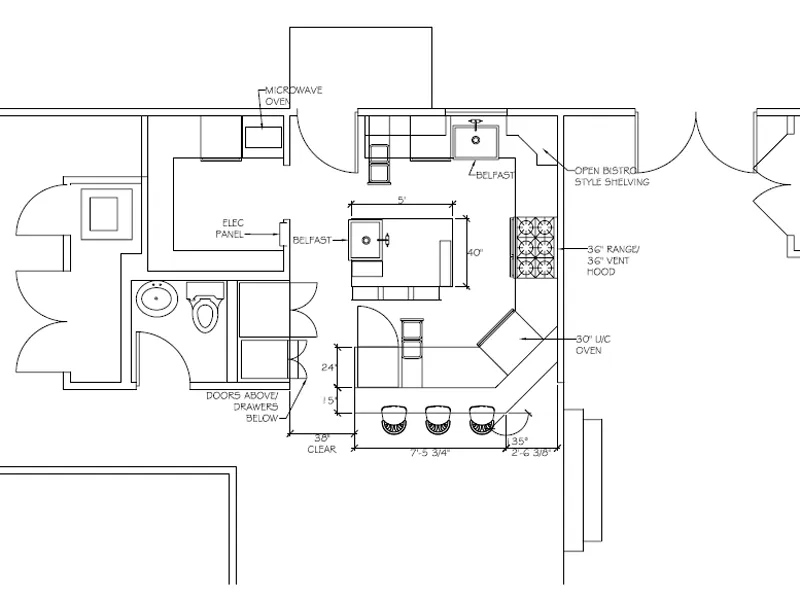 MICROWAVE
OVEN
BELFAST
OPEN BISTRO
STYLE SHELVING
5'
ELEC
PANEL
BELFAST
40"
36" RANGE/
36" VENT
HOOD
30" U/C
OVEN
24"
15"
DOORS ABOVE/
DRAWERS
BELOW
38"
CLEAR
7'-5 3/4"
35°
2'-6 3/8"